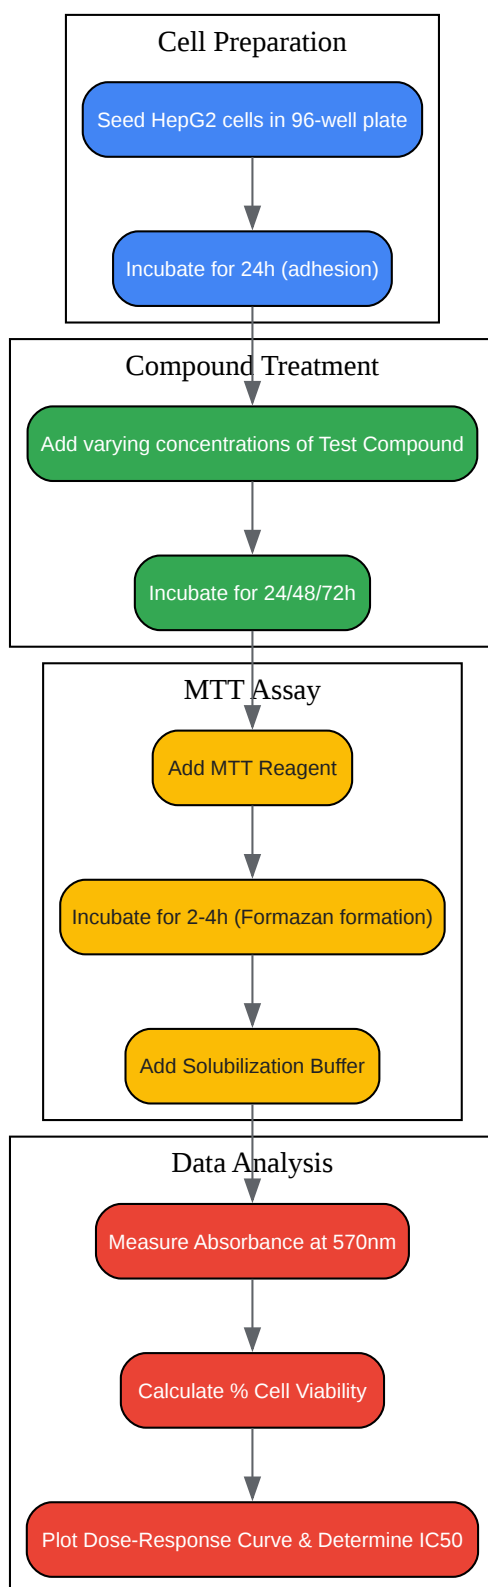 Cell Preparation
Seed HepG2 cells in 96-well plate
Incubate for 24h (adhesion)
Compound Treatment
Add varying concentrations of Test Compound
Incubate for 24/48/72h
MTT Assay
Add MTT Reagent
Incubate for 2-4h (Formazan formation)
Add Solubilization Buffer
Data Analysis
Measure Absorbance at 570nm
Calculate % Cell Viability
Plot Dose-Response Curve & Determine IC50